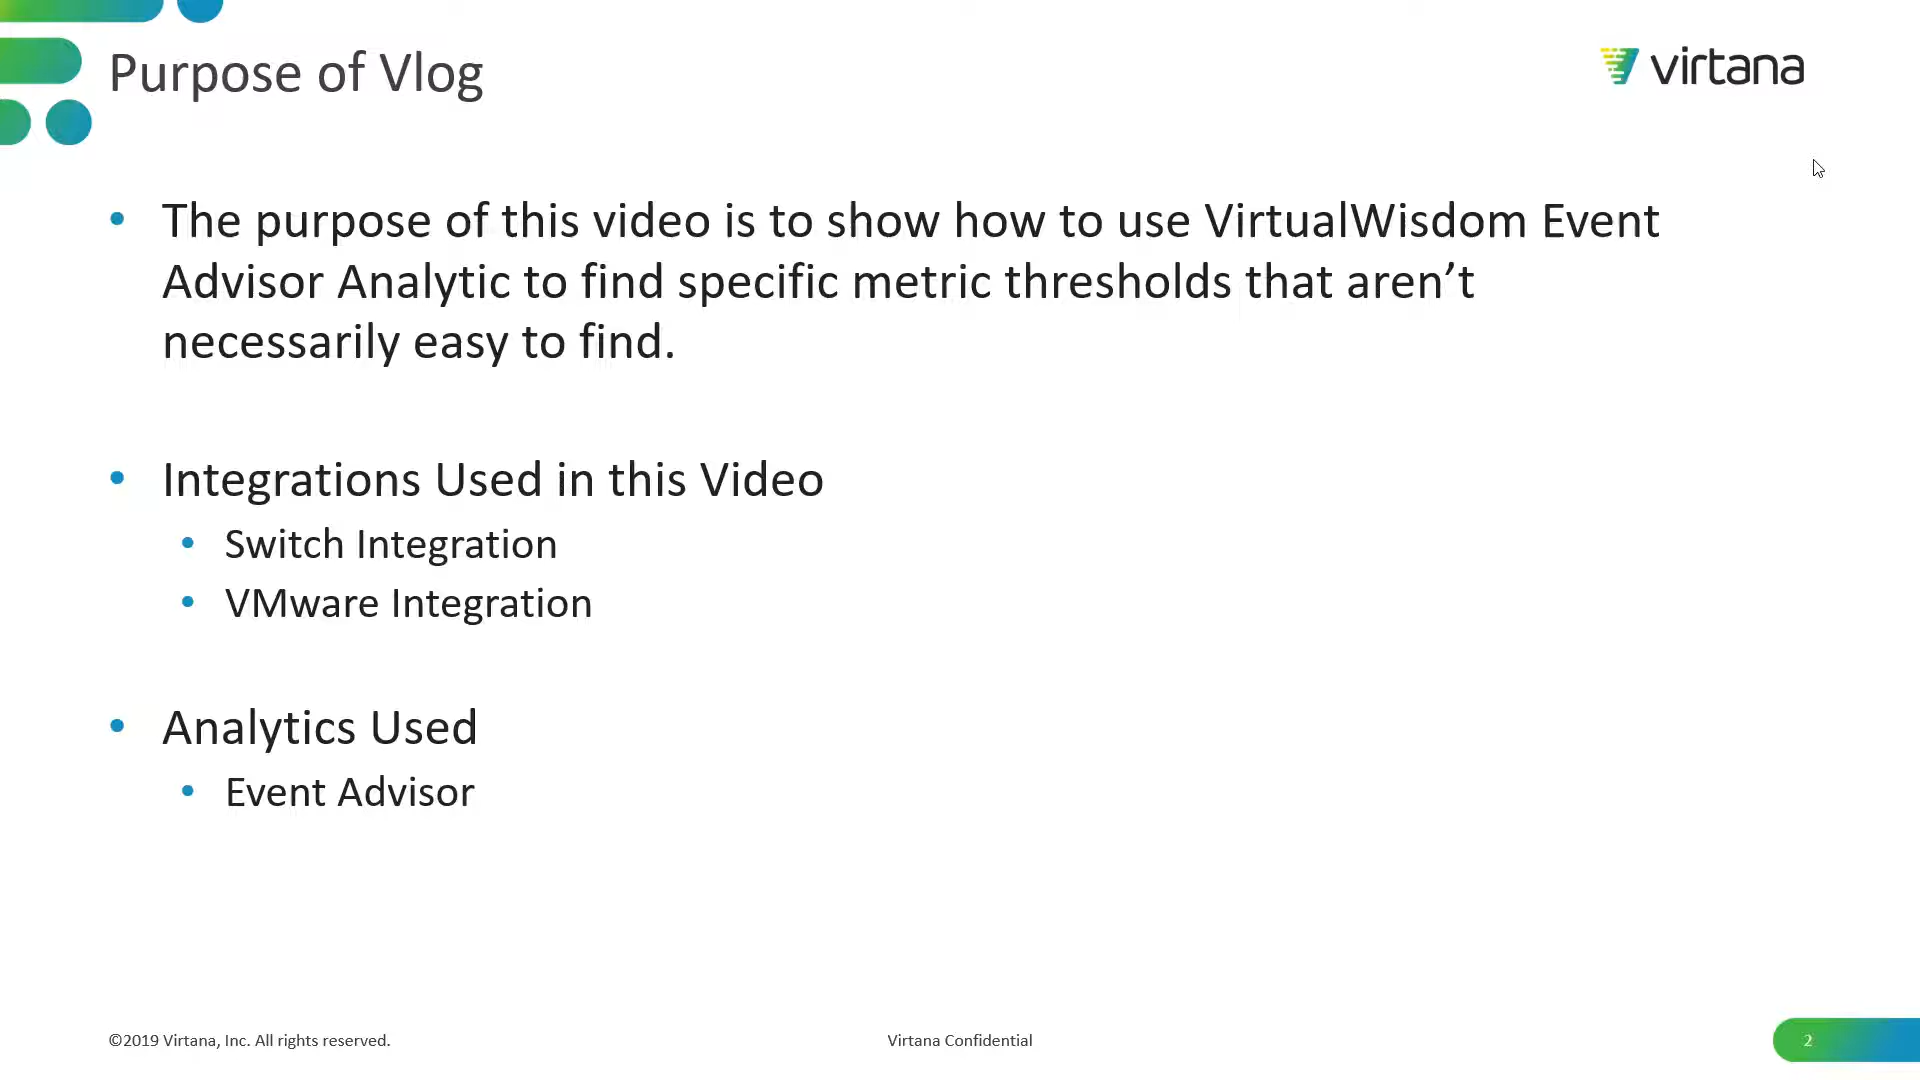 Purpose of Vlog
virtana
• The purpose of this video is to show how to use VirtualWisdom Event
Advisor Analytic to find specific metric thresholds that aren’t
necessarily easy to find.
• Integrations Used in this Video
• Switch Integration
• VMware Integration
• Analytics Used
• Event Advisor
©2019 Virtana, Inc. All rights reserved.
Virtana Confidential
2